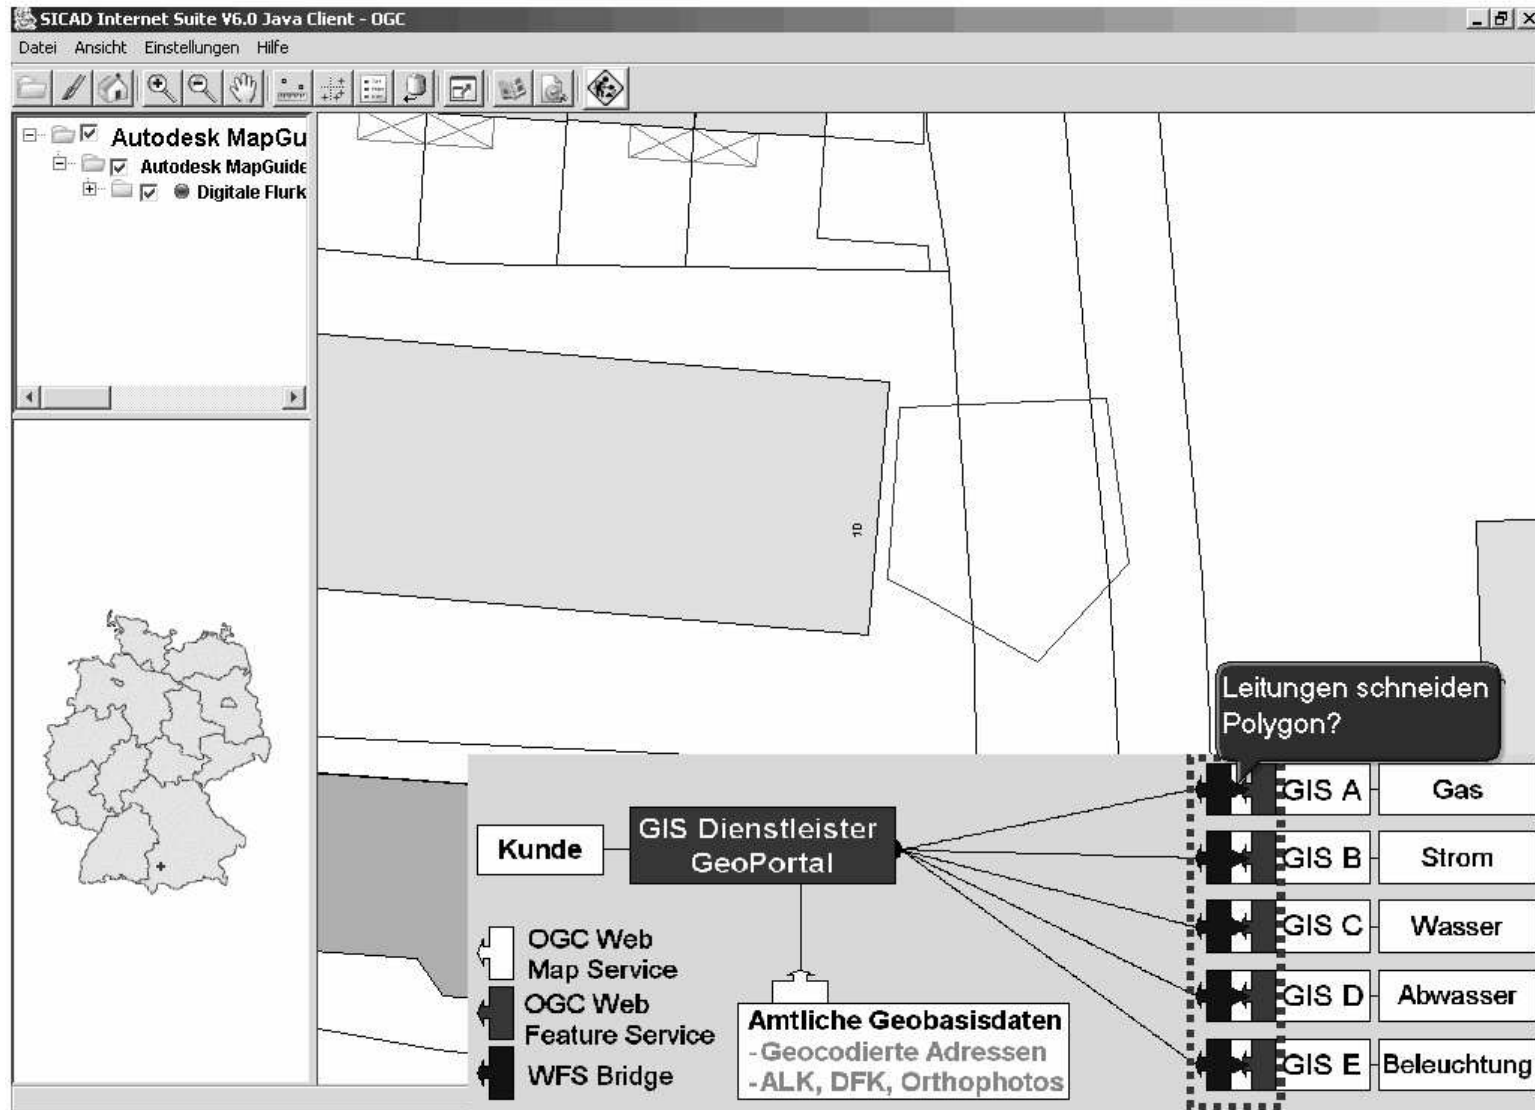 SICAD Internet Suite V6.0 Java Client - OGC
Datei Ansicht Einstellungen Hilfe
Autodesk MapGu
Autodesk MapGuide
Digitale Flurk
10
Leitungen schneiden
Polygon?
Kunde
GIS Dienstleister
GeoPortal
GIS A
Gas
GIS B
Strom
GIS C
Wasser
GIS D
Abwasser
GIS E
Beleuchtung
OGC Web
Map Service
OGC Web
Feature Service
WFS Bridge
Amtliche Geobasisdaten
-Geocodierte Adressen
-ALK, DFK, Orthophotos